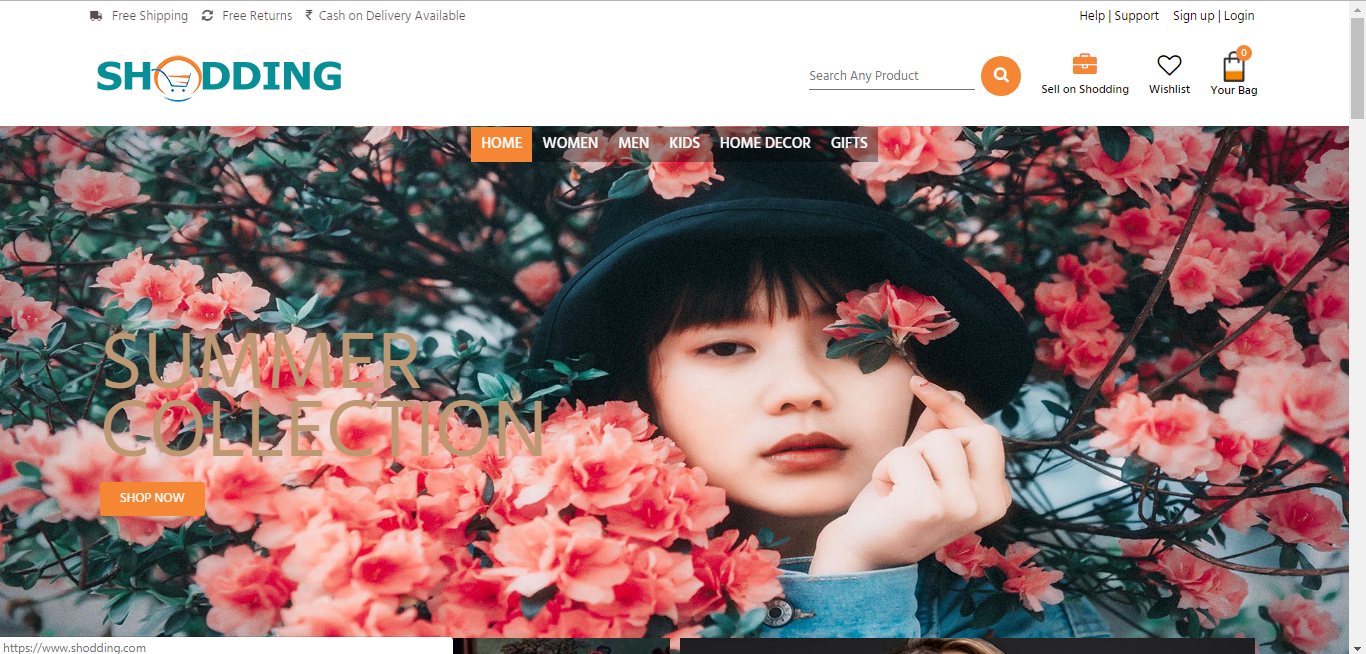 Free Shipping Free Returns ₹ Cash on Delivery Available Help | Support Sign up | Login
SHODDING
Search Any Product
Sell on Shodding
Wishlist
0
Your Bag
HOME WOMEN MEN KIDS HOME DECOR GIFTS
SUMMER
COLLECTION
SHOP NOW
https://www.shodding.com